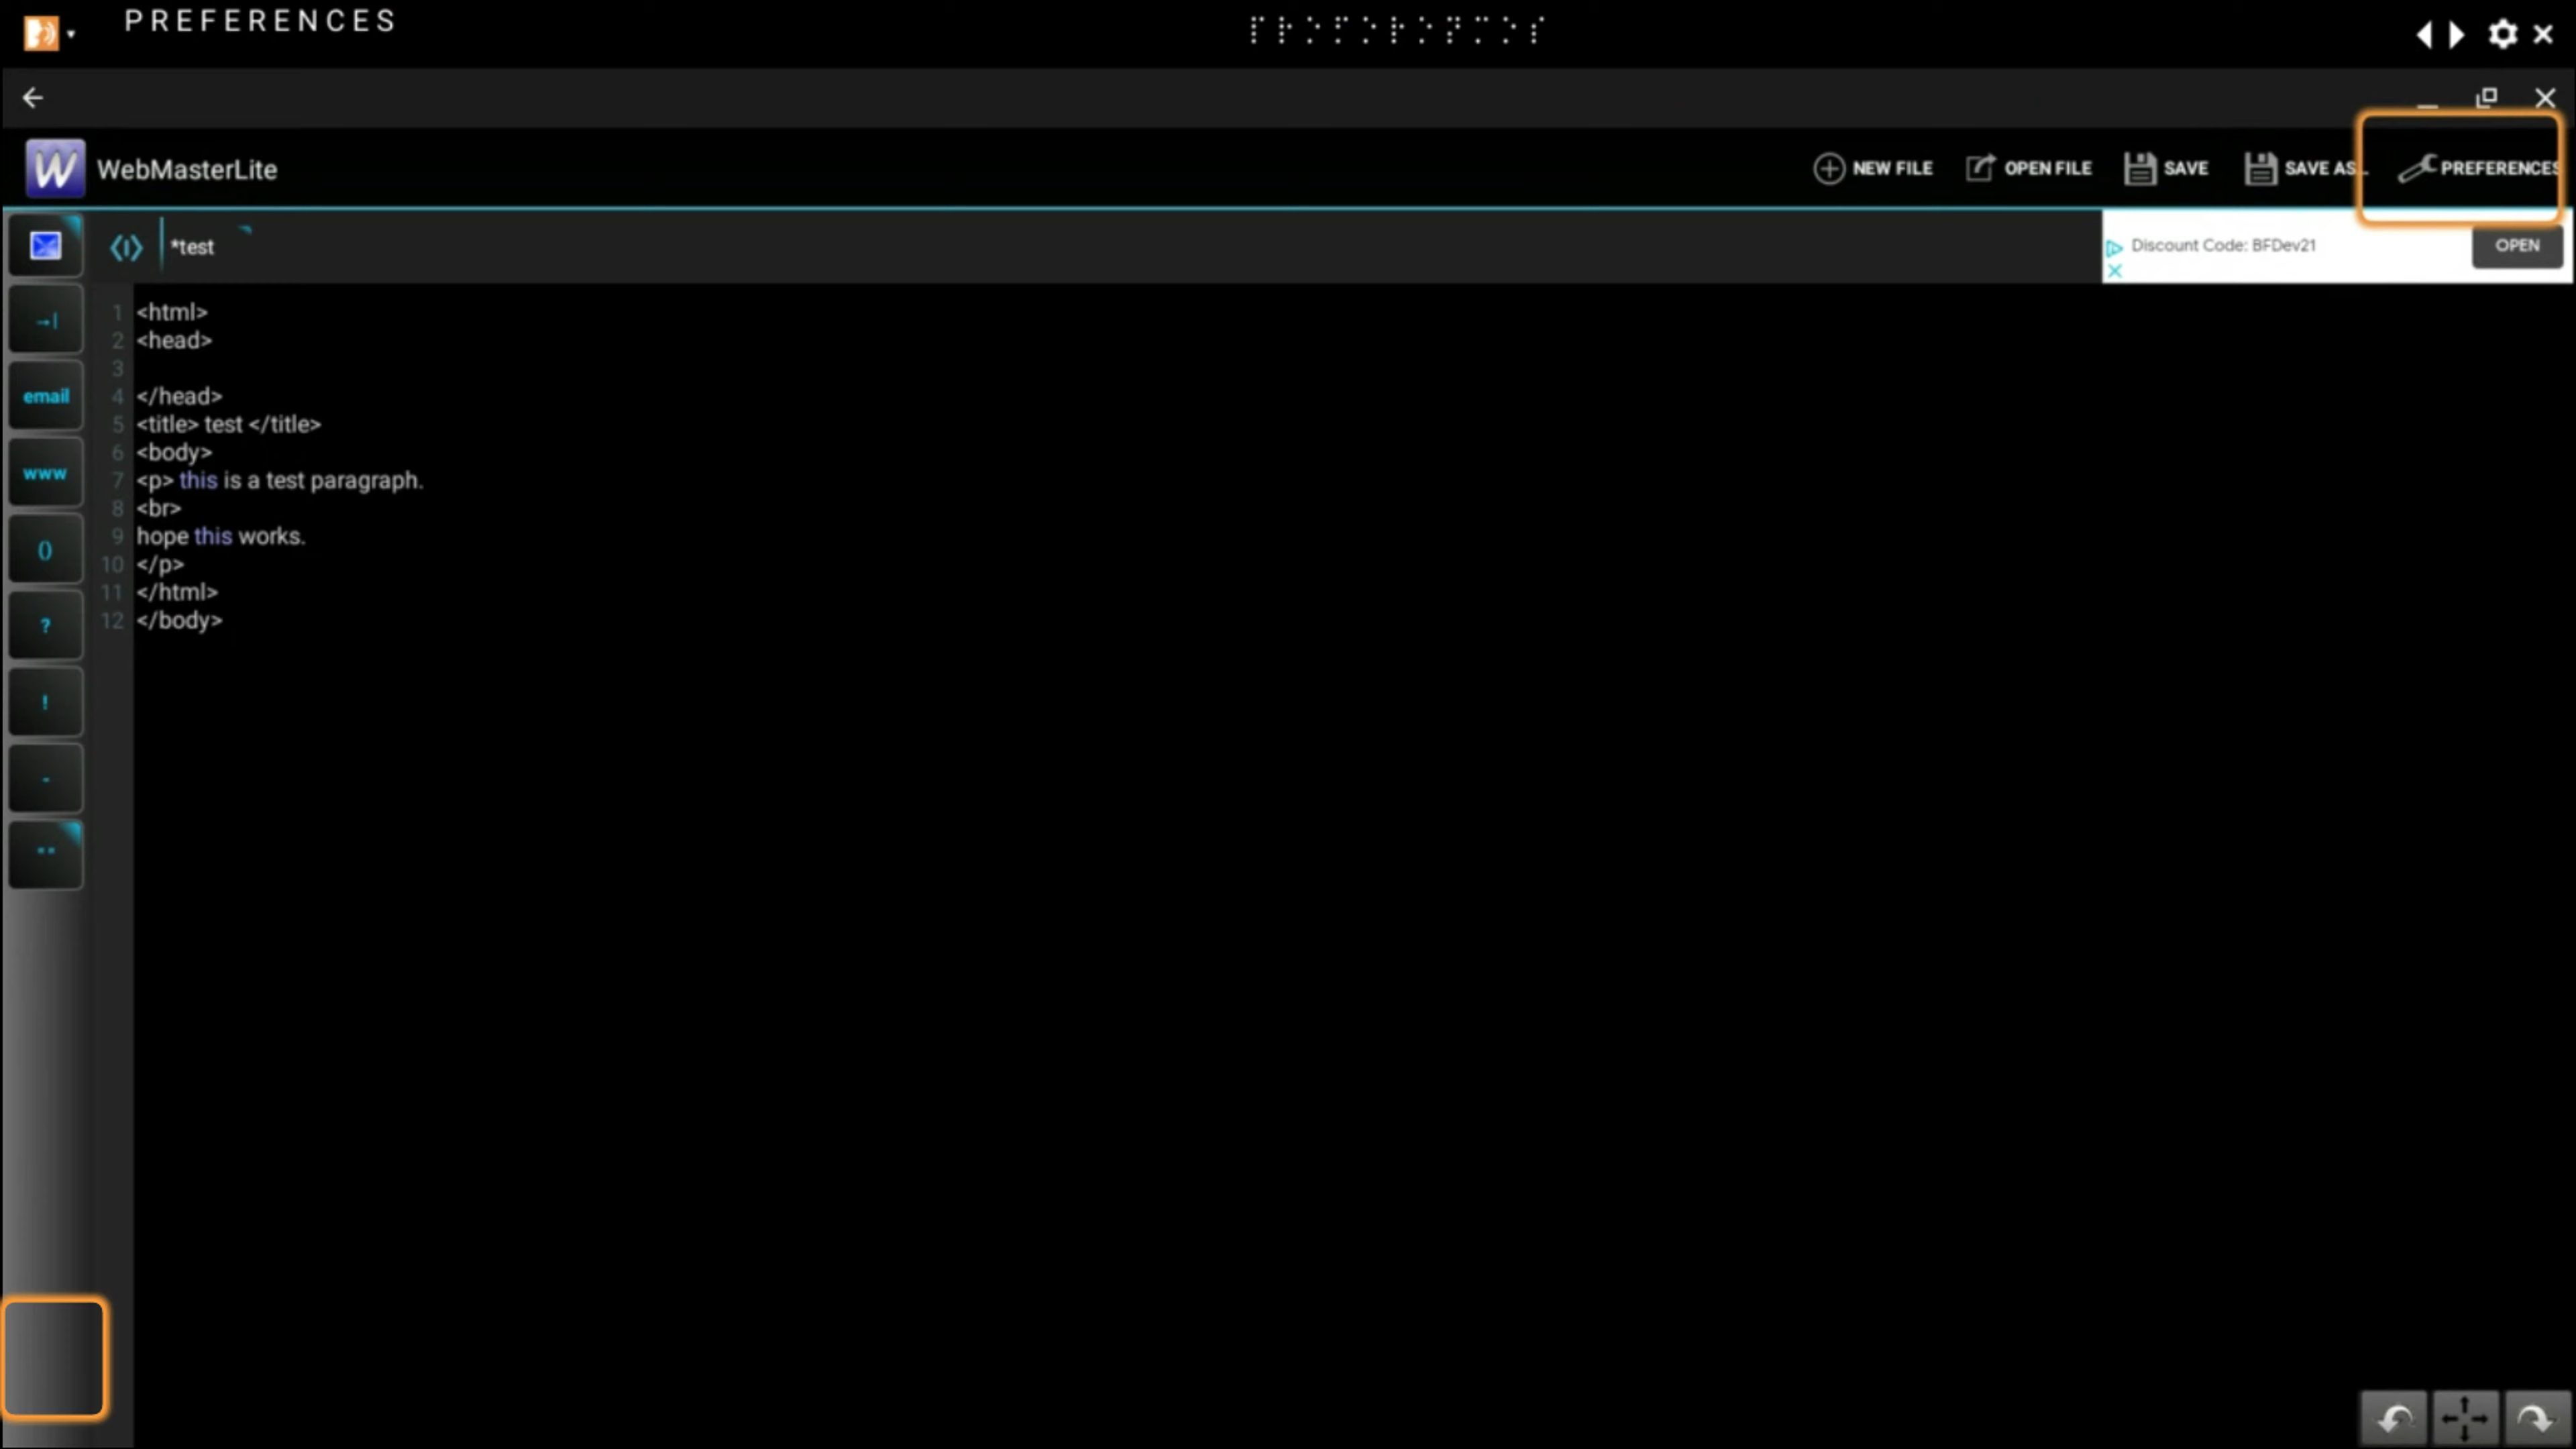 PREFERENCES
⠏⠗⠑⠋⠑⠗⠑⠝⠉⠑⠎
WebMasterLite
NEW FILE
OPEN FILE
SAVE
SAVE AS...
PREFERENCES
*test
Discount Code: BFDev21
OPEN
→|
email
www
()
?
!
-
""
1 <html>
2 <head>
3
4 </head>
5 <title> test </title>
6 <body>
7 <p> this is a test paragraph.
8 <br>
9 hope this works.
10 </p>
11 </html>
12 </body>